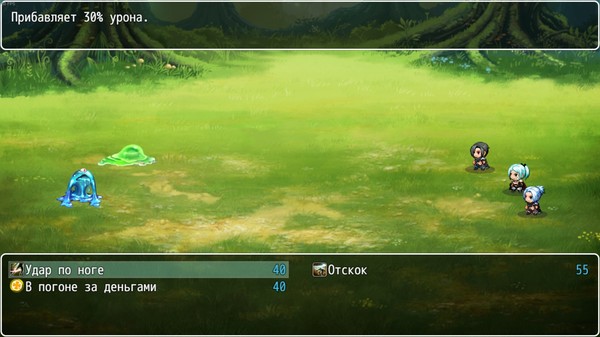 Прибавляет 30% урона.
Удар по ноге 40 Отскок 55
В погоне за деньгами 40